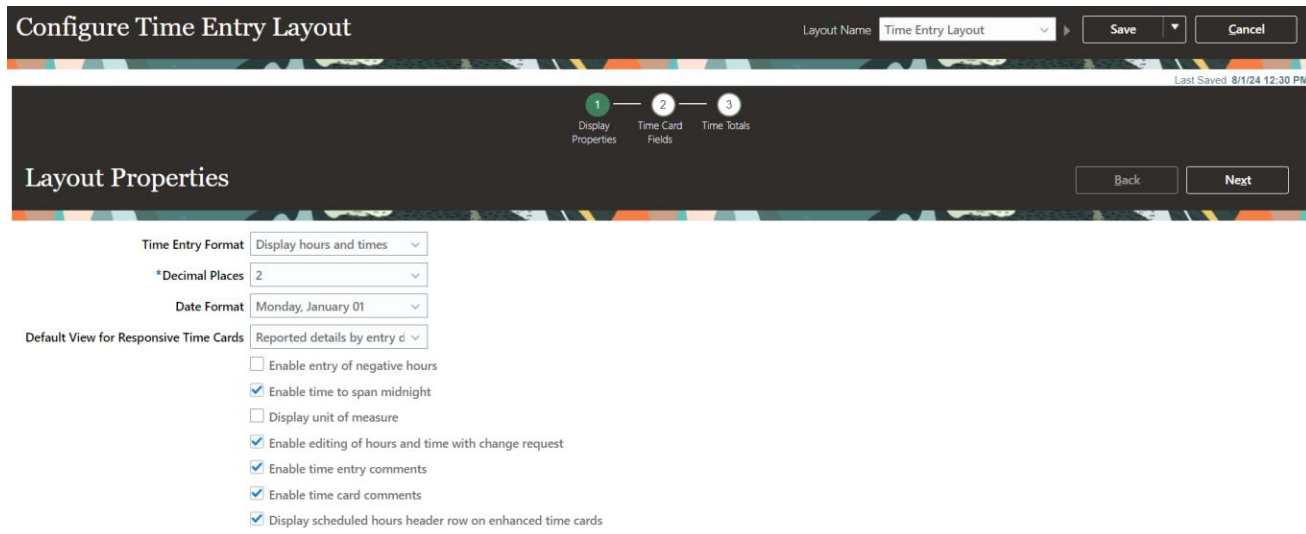 Configure Time Entry Layout
Layout Name Time Entry Layout Save Cancel
Last Saved 8/1/24 12:30 PM
1 2 3
Display Time Card Time Totals
Properties Fields
Layout Properties
Back Next
Time Entry Format Display hours and times
*Decimal Places 2
Date Format Monday, January 01
Default View for Responsive Time Cards Reported details by entry d
Enable entry of negative hours
Enable time to span midnight
Display unit of measure
Enable editing of hours and time with change request
Enable time entry comments
Enable time card comments
Display scheduled hours header row on enhanced time cards